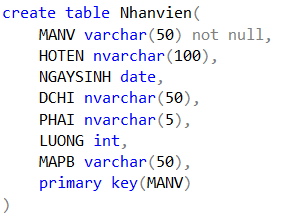 create table Nhanvien(
    MANV varchar(50) not null,
    HOTEN nvarchar(100),
    NGAYSINH date,
    DCHI nvarchar(50),
    PHAI nvarchar(5),
    LUONG int,
    MAPB varchar(50),
    primary key(MANV)
)